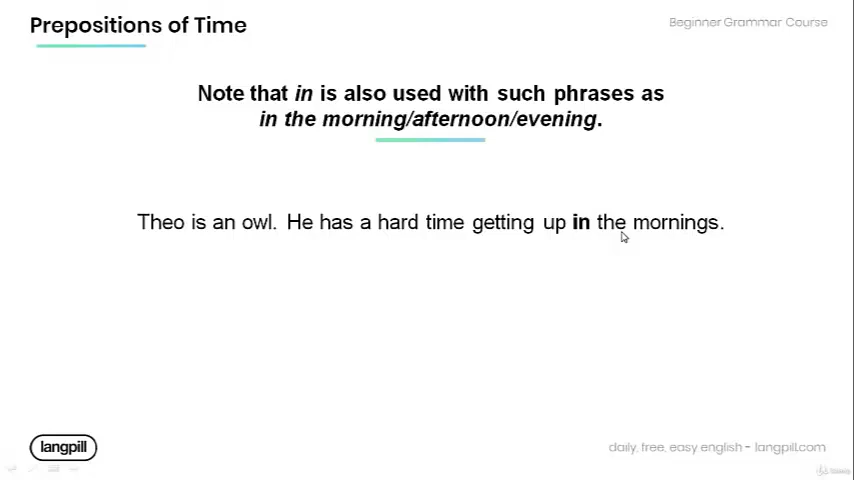 Prepositions of Time
Beginner Grammar Course
Note that in is also used with such phrases as
in the morning/afternoon/evening.
Theo is an owl. He has a hard time getting up in the mornings.
langpill
daily, free, easy english - langpill.com